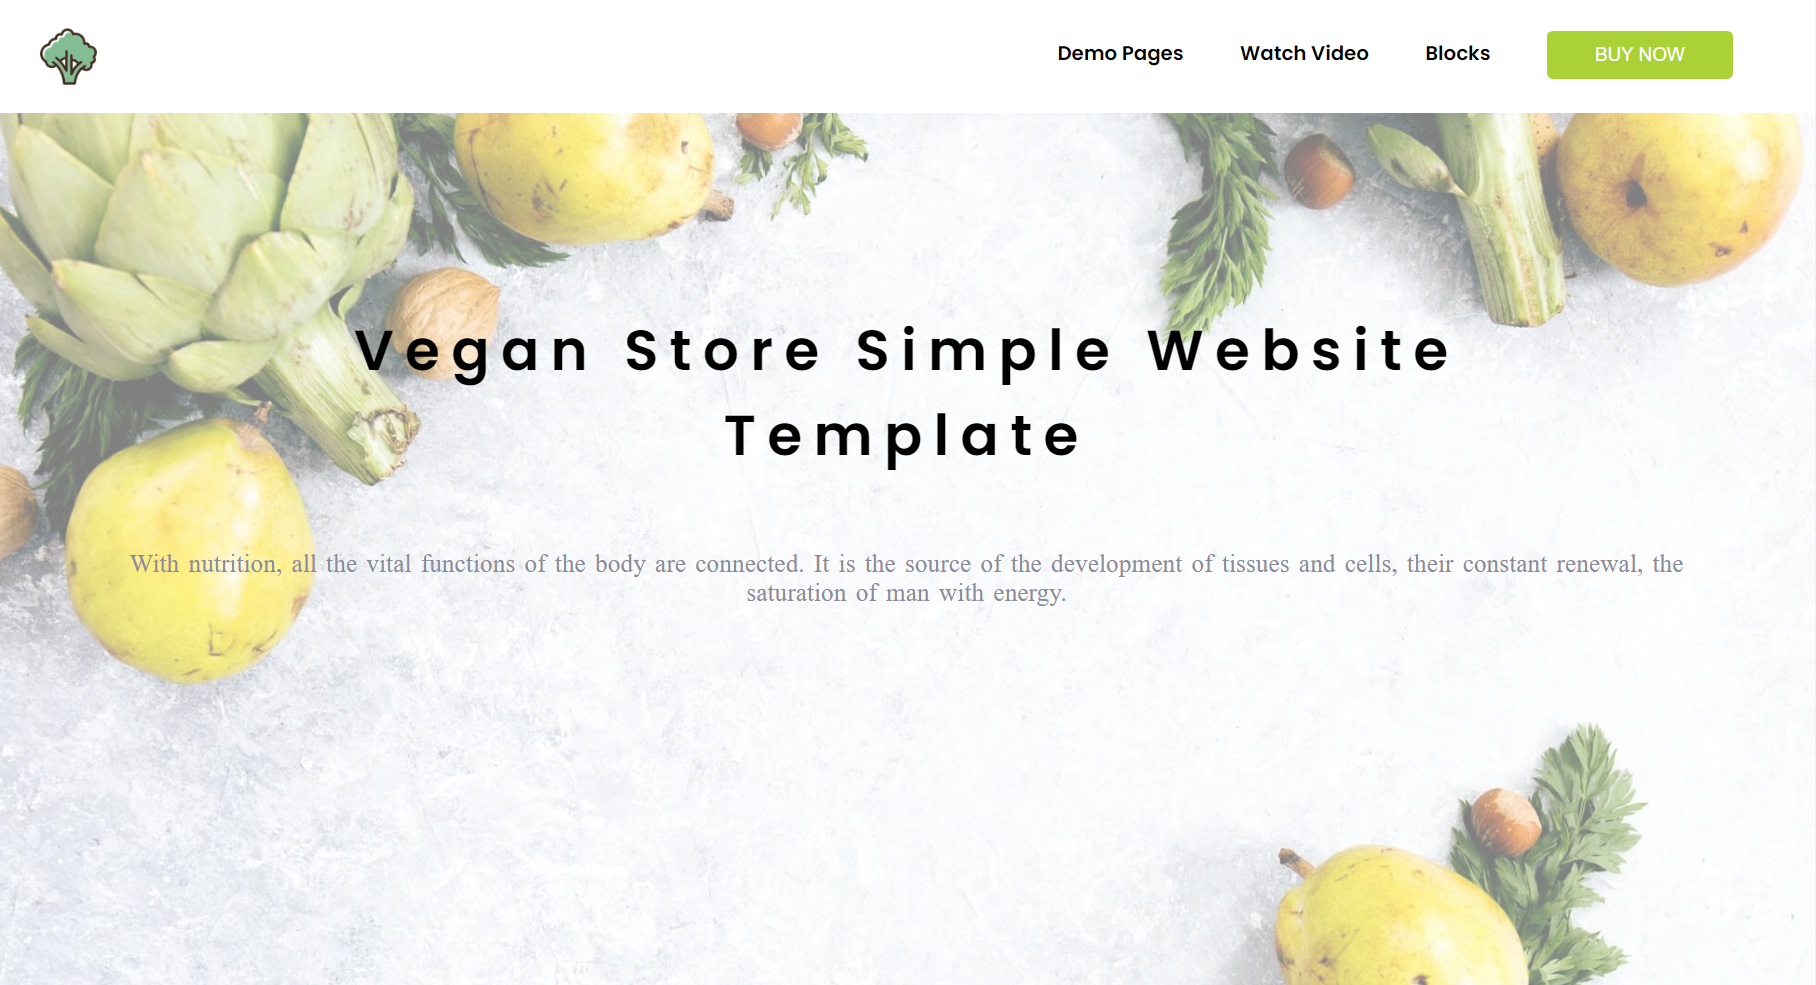 Demo Pages Watch Video Blocks BUY NOW
Vegan Store Simple Website
Template
With nutrition, all the vital functions of the body are connected. It is the source of the development of tissues and cells, their constant renewal, the
saturation of man with energy.